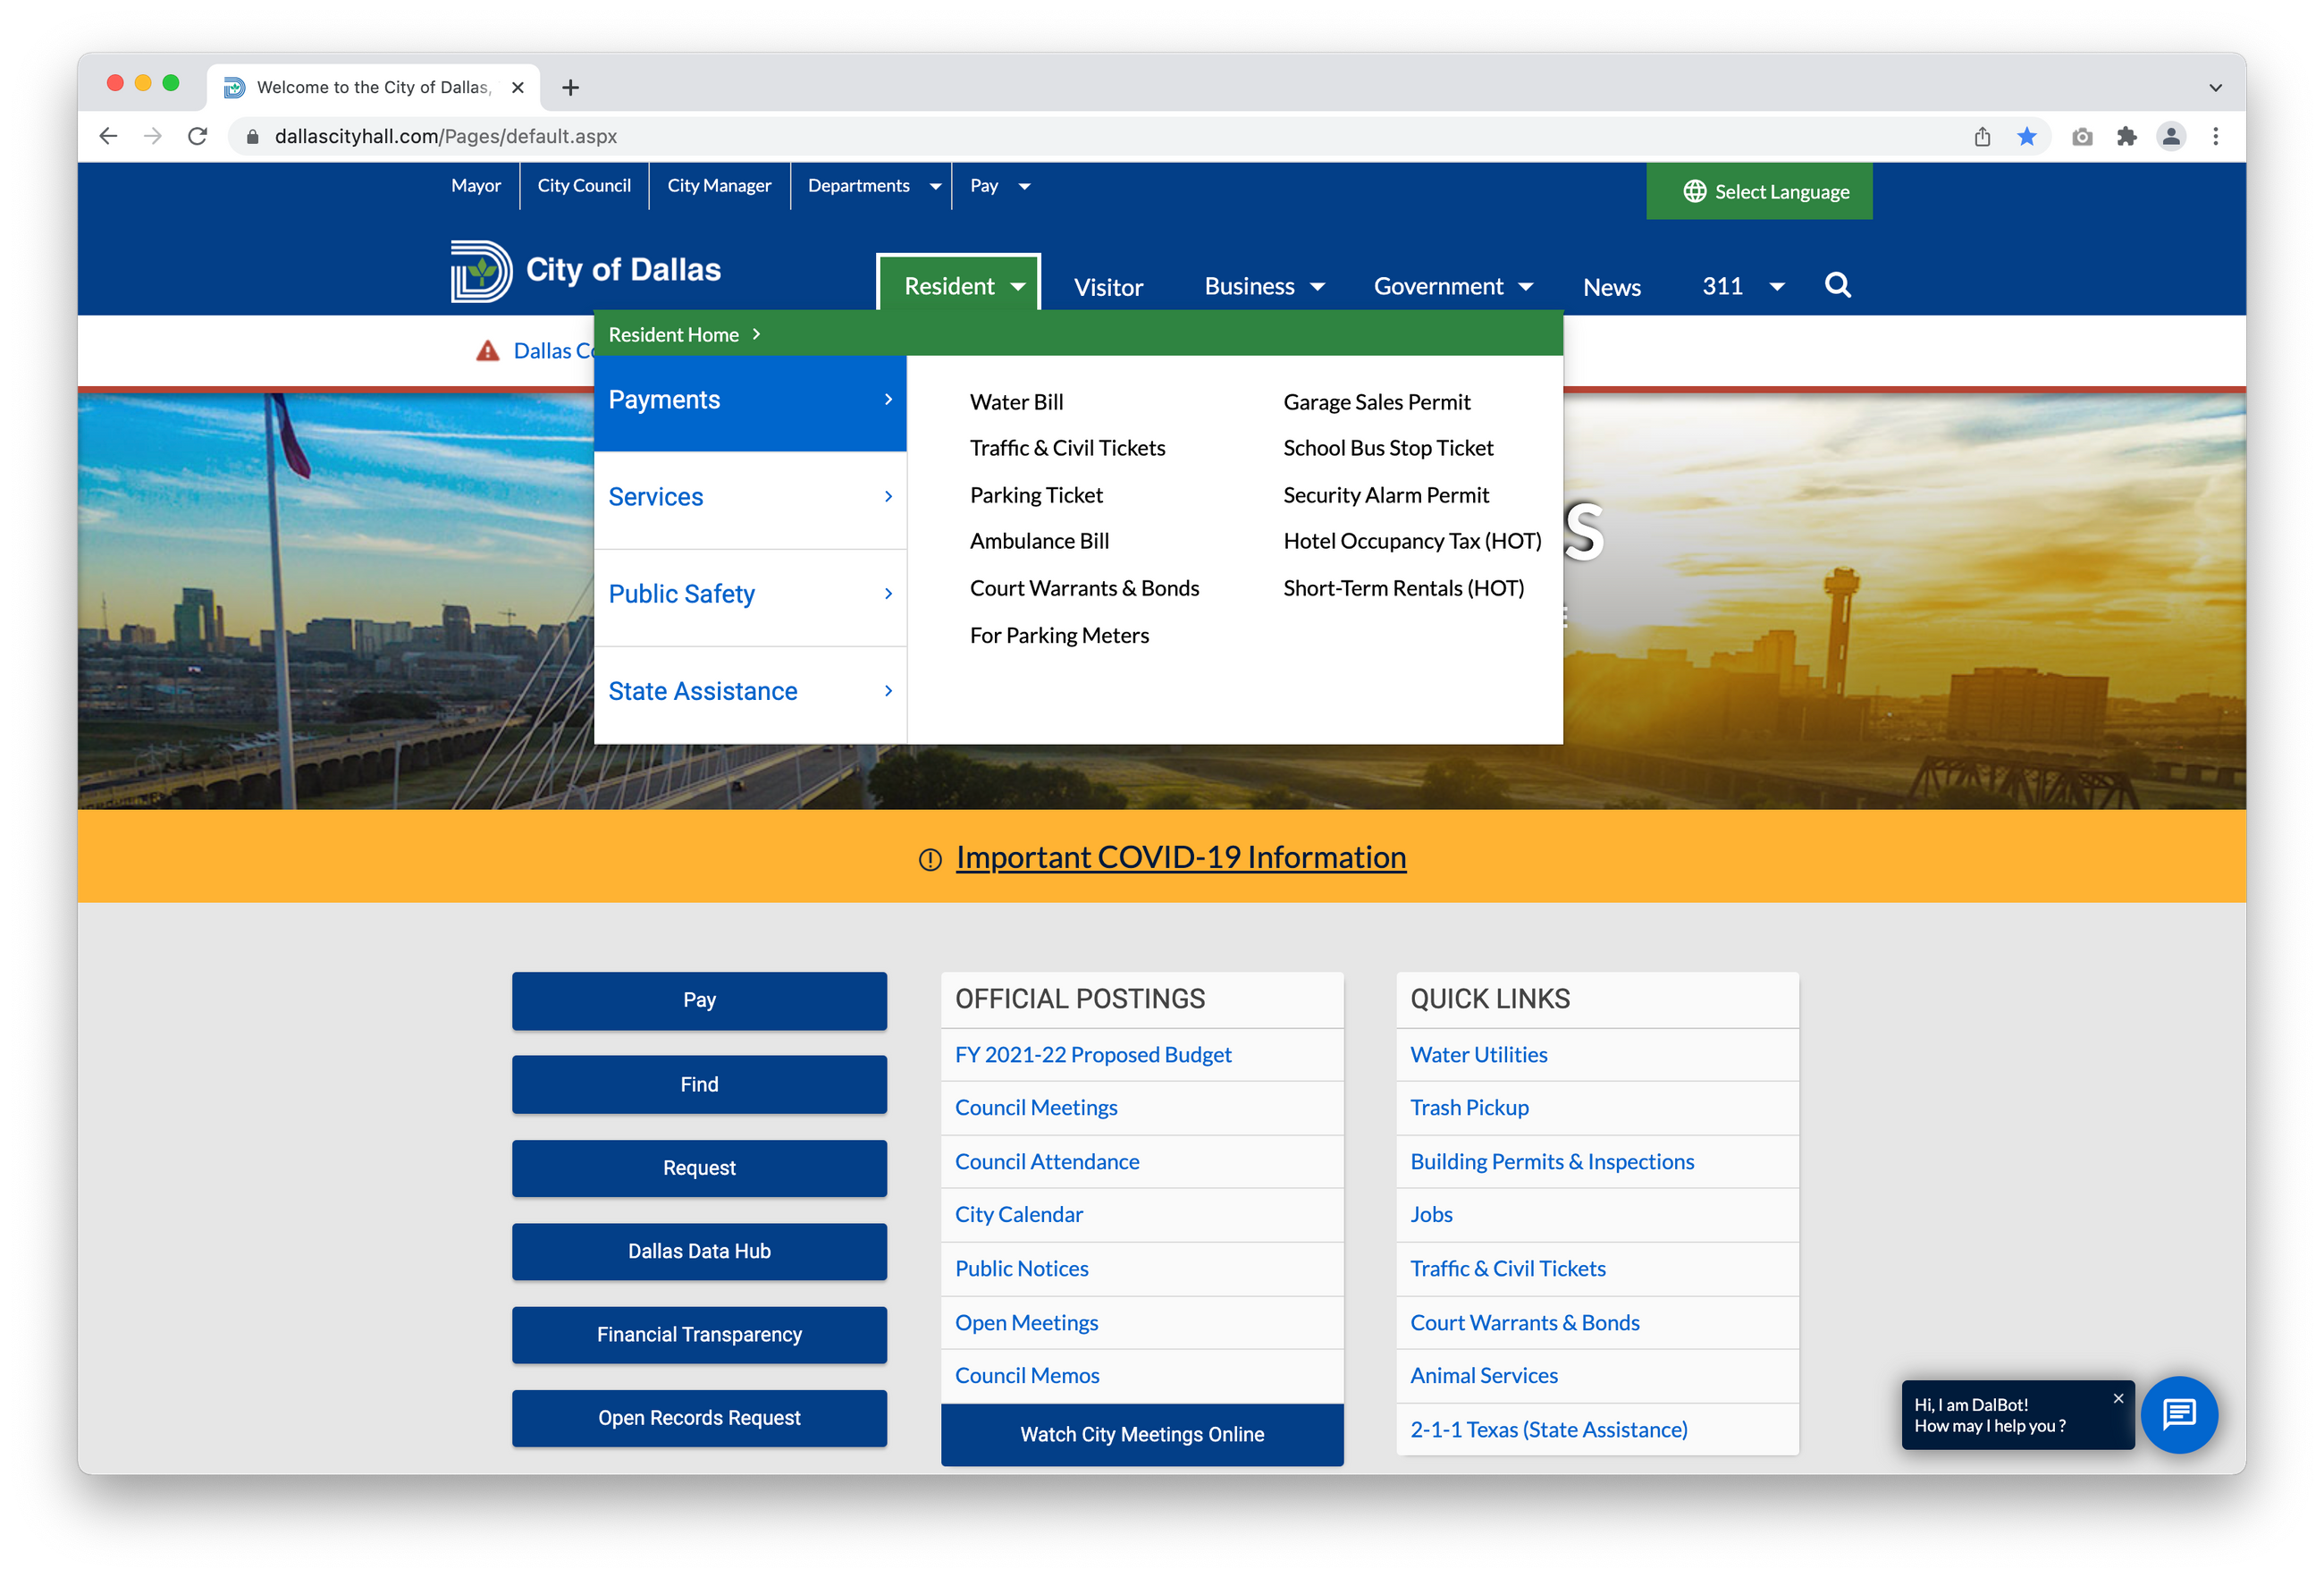 Welcome to the City of Dallas,
dallascityhall.com/Pages/default.aspx
Mayor
City Council
City Manager
Departments
Pay
Select Language
City of Dallas
Resident
Visitor
Business
Government
News
311
Resident Home
Dallas
Payments
Services
Public Safety
State Assistance
Water Bill
Traffic & Civil Tickets
Parking Ticket
Ambulance Bill
Court Warrants & Bonds
For Parking Meters
Garage Sales Permit
School Bus Stop Ticket
Security Alarm Permit
Hotel Occupancy Tax (HOT)
Short-Term Rentals (HOT)
S
Important COVID-19 Information
Pay
Find
Request
Dallas Data Hub
Financial Transparency
Open Records Request
OFFICIAL POSTINGS
FY 2021-22 Proposed Budget
Council Meetings
Council Attendance
City Calendar
Public Notices
Open Meetings
Council Memos
Watch City Meetings Online
QUICK LINKS
Water Utilities
Trash Pickup
Building Permits & Inspections
Jobs
Traffic & Civil Tickets
Court Warrants & Bonds
Animal Services
2-1-1 Texas (State Assistance)
Hi, I am DalBot!
How may I help you ?